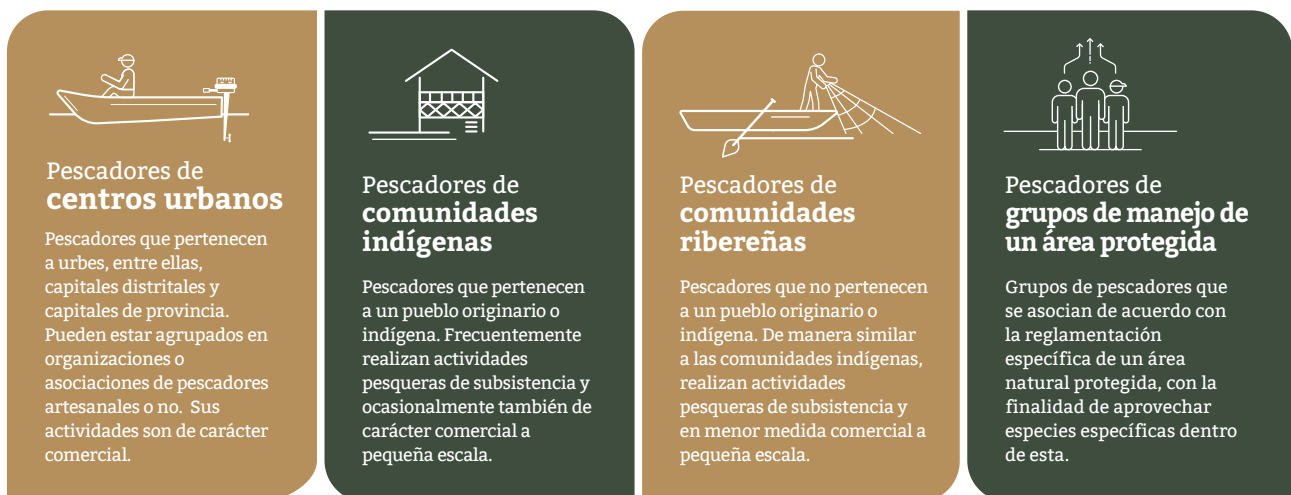 Pescadores de
centros urbanos
Pescadores que pertenecen
a urbes, entre ellas,
capitales distritales y
capitales de provincia.
Pueden estar agrupados en
organizaciones o
asociaciones de pescadores
artesanales o no. Sus
actividades son de carácter
comercial.
Pescadores de
comunidades
indígenas
Pescadores que pertenecen
a un pueblo originario o
indígena. Frecuentemente
realizan actividades
pesqueras de subsistencia y
ocasionalmente también de
carácter comercial a
pequeña escala.
Pescadores de
comunidades
ribereñas
Pescadores que no pertenecen
a un pueblo originario o
indígena. De manera similar
a las comunidades indígenas,
realizan actividades
pesqueras de subsistencia y
en menor medida comercial a
pequeña escala.
Pescadores de
grupos de manejo de
un área protegida
Grupos de pescadores que
se asocian de acuerdo con
la reglamentación
específica de un área
natural protegida, con la
finalidad de aprovechar
especies específicas dentro
de esta.